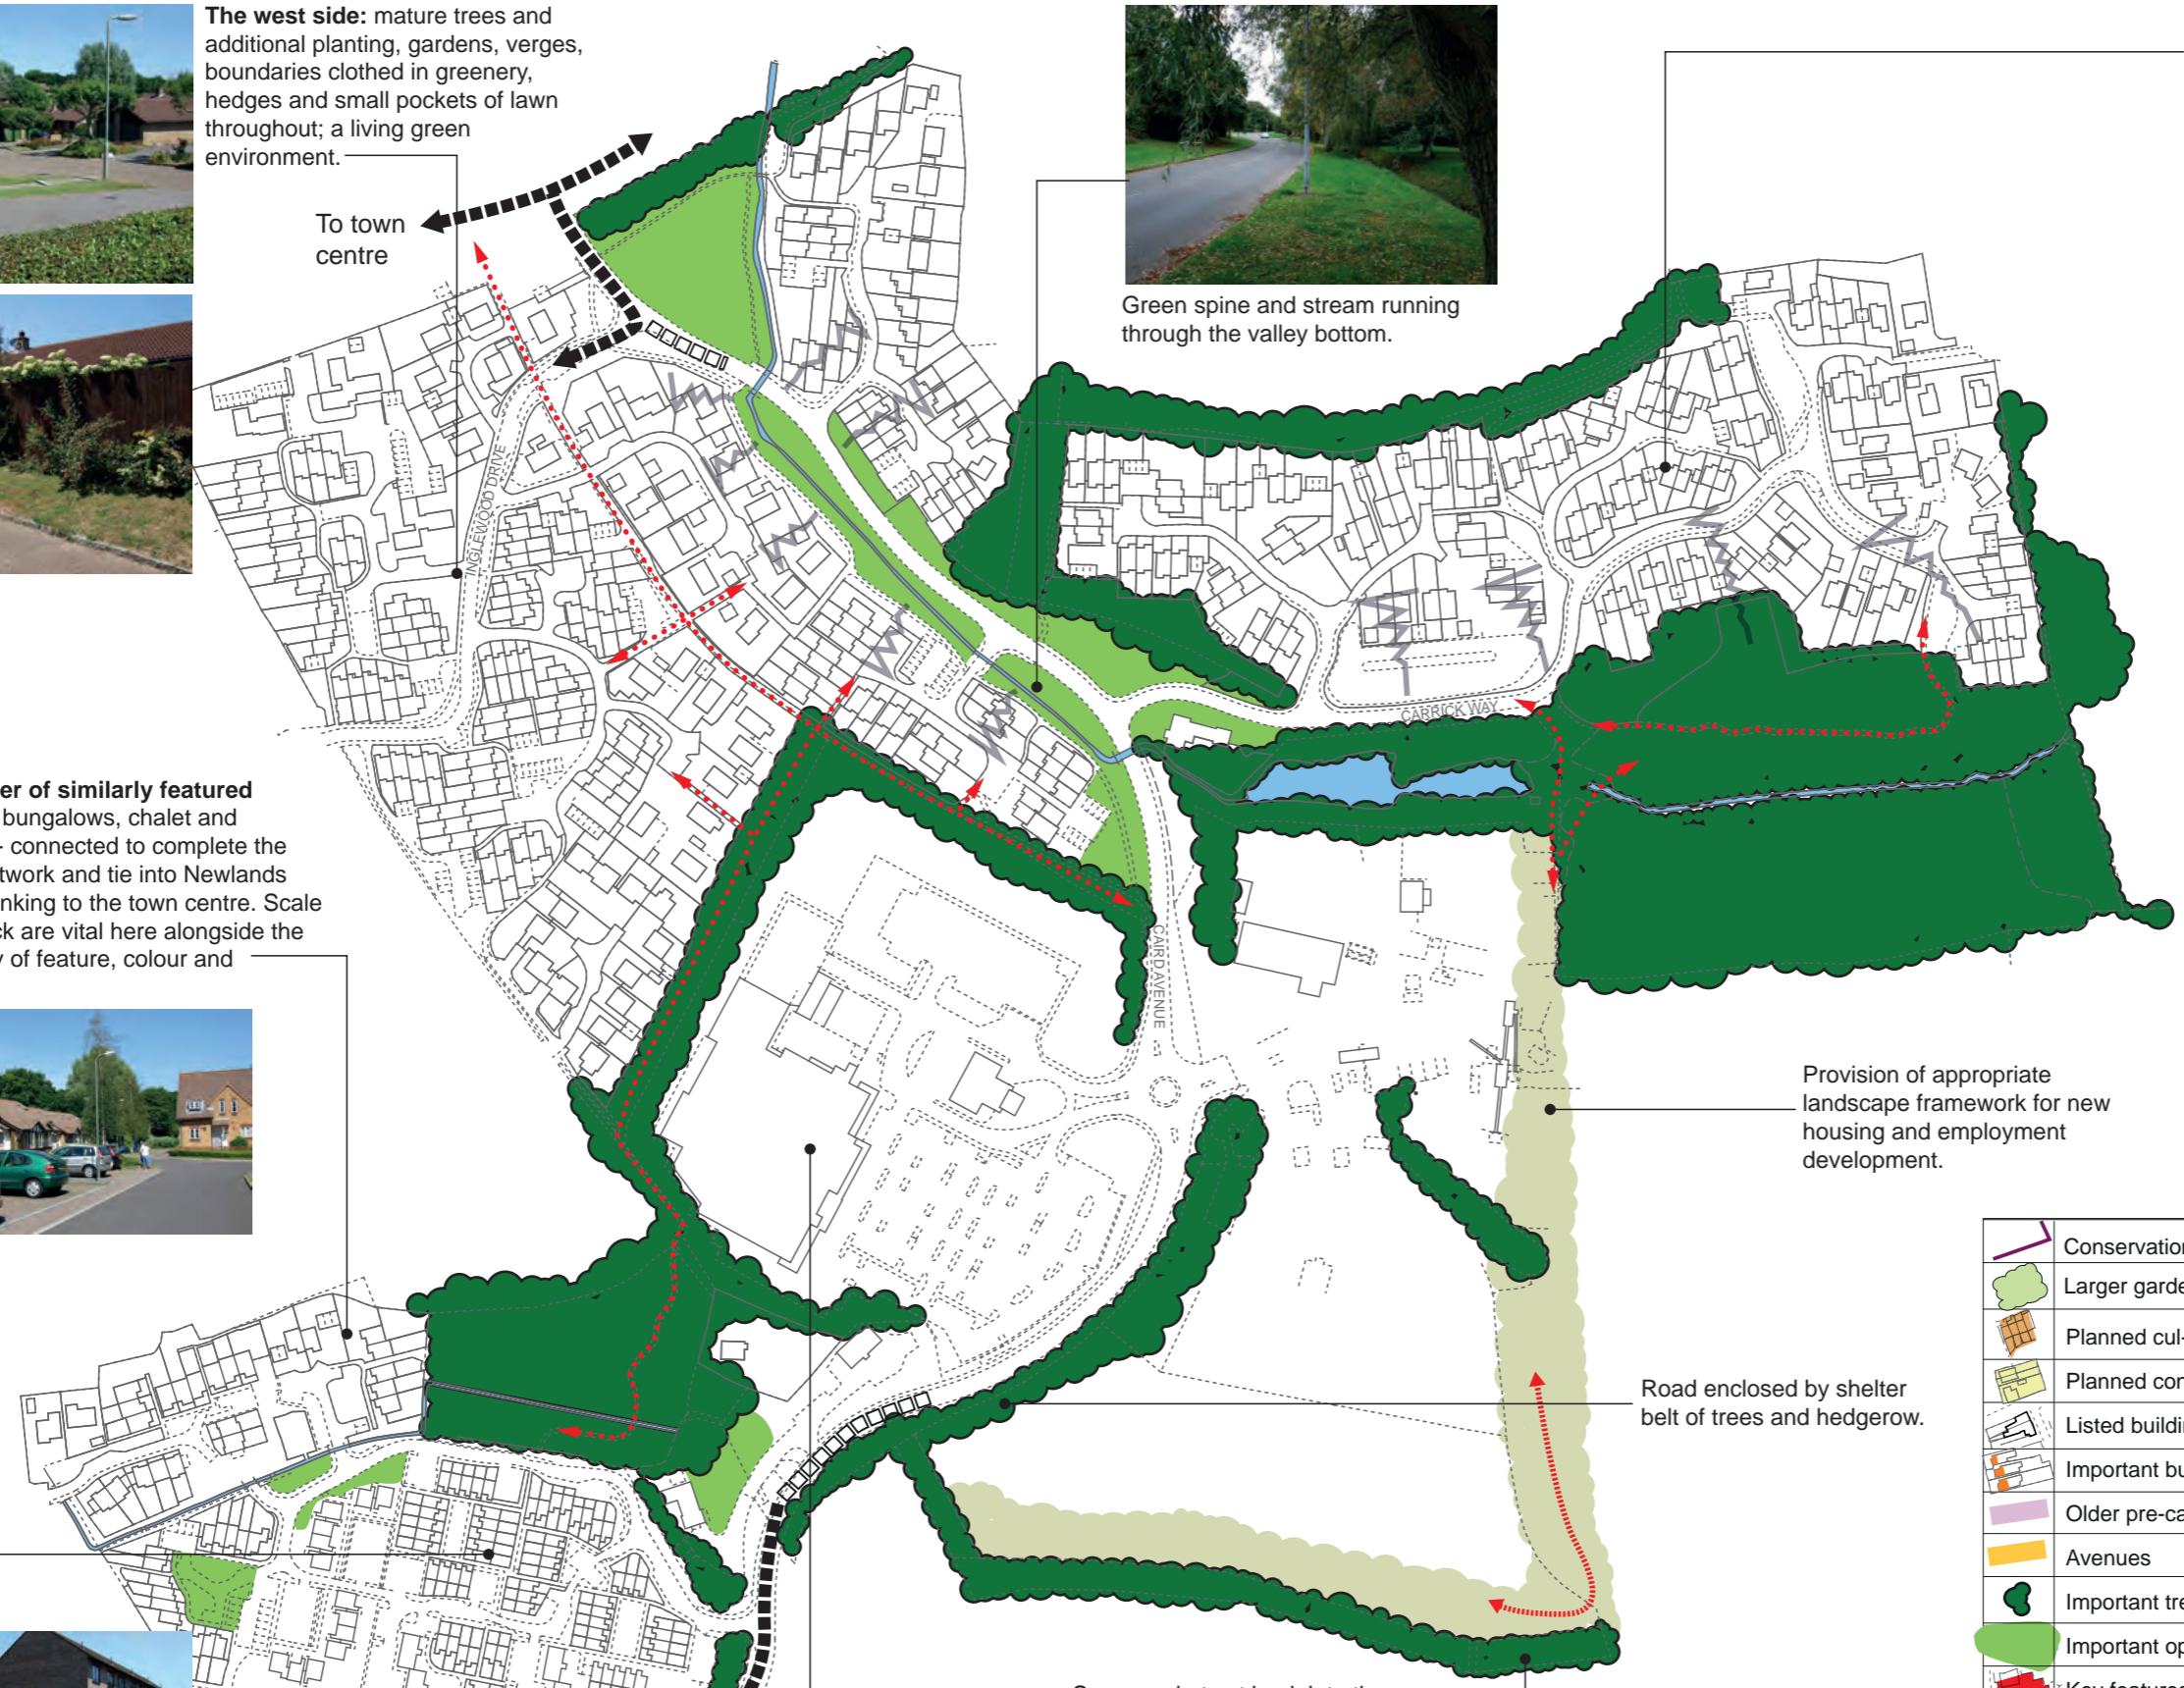 The west side: mature trees and
additional planting, gardens, verges,
boundaries clothed in greenery,
hedges and small pockets of lawn
throughout; a living green
environment.
To town
centre
Green spine and stream running
through the valley bottom.
INGLEWOOD DRIVE
CARRICK WAY
er of similarly featured
bungalows, chalet and
- connected to complete the
twork and tie into Newlands
nking to the town centre. Scale
ck are vital here alongside the
y of feature, colour and
CAIRD AVENUE
Provision of appropriate
landscape framework for new
housing and employment
development.
Road enclosed by shelter
belt of trees and hedgerow.
Conservation
Larger garde
Planned cul-
Planned con
Listed buildi
Important bu
Older pre-ca
Avenues
Important tre
Important op
Key feature